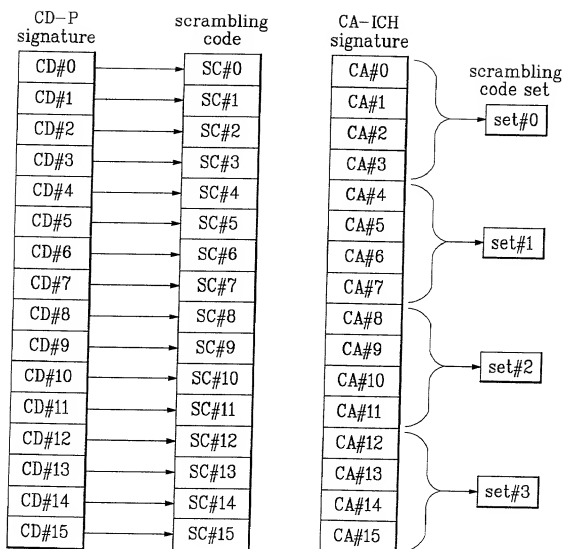 CD-P
signature
scrambling
code
CA-ICH
signature
scrambling
code set
CD#0
SC#0
CA#0
CD#1
SC#1
CA#1
set#0
CD#2
SC#2
CA#2
CD#3
SC#3
CA#3
CD#4
SC#4
CA#4
CD#5
SC#5
CA#5
set#1
CD#6
SC#6
CA#6
CD#7
SC#7
CA#7
CD#8
SC#8
CA#8
CD#9
SC#9
CA#9
set#2
CD#10
SC#10
CA#10
CD#11
SC#11
CA#11
CD#12
SC#12
CA#12
CD#13
SC#13
CA#13
set#3
CD#14
SC#14
CA#14
CD#15
SC#15
CA#15